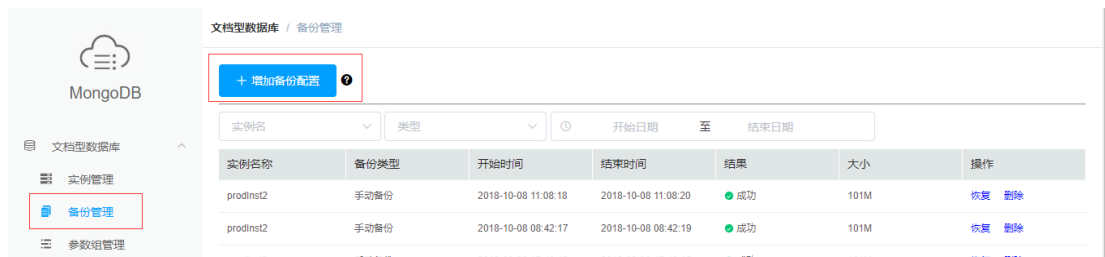 文档型数据库 / 备份管理
MongoDB
+ 增加备份配置
文档型数据库
实例管理
备份管理
参数组管理
实例名 类型 开始日期 至 结束日期
实例名称 备份类型 开始时间 结束时间 结果 大小 操作
prodInst2 手动备份 2018-10-08 11:08:18 2018-10-08 11:08:20 成功 101M 恢复 删除
prodInst2 手动备份 2018-10-08 08:42:17 2018-10-08 08:42:19 成功 101M 恢复 删除